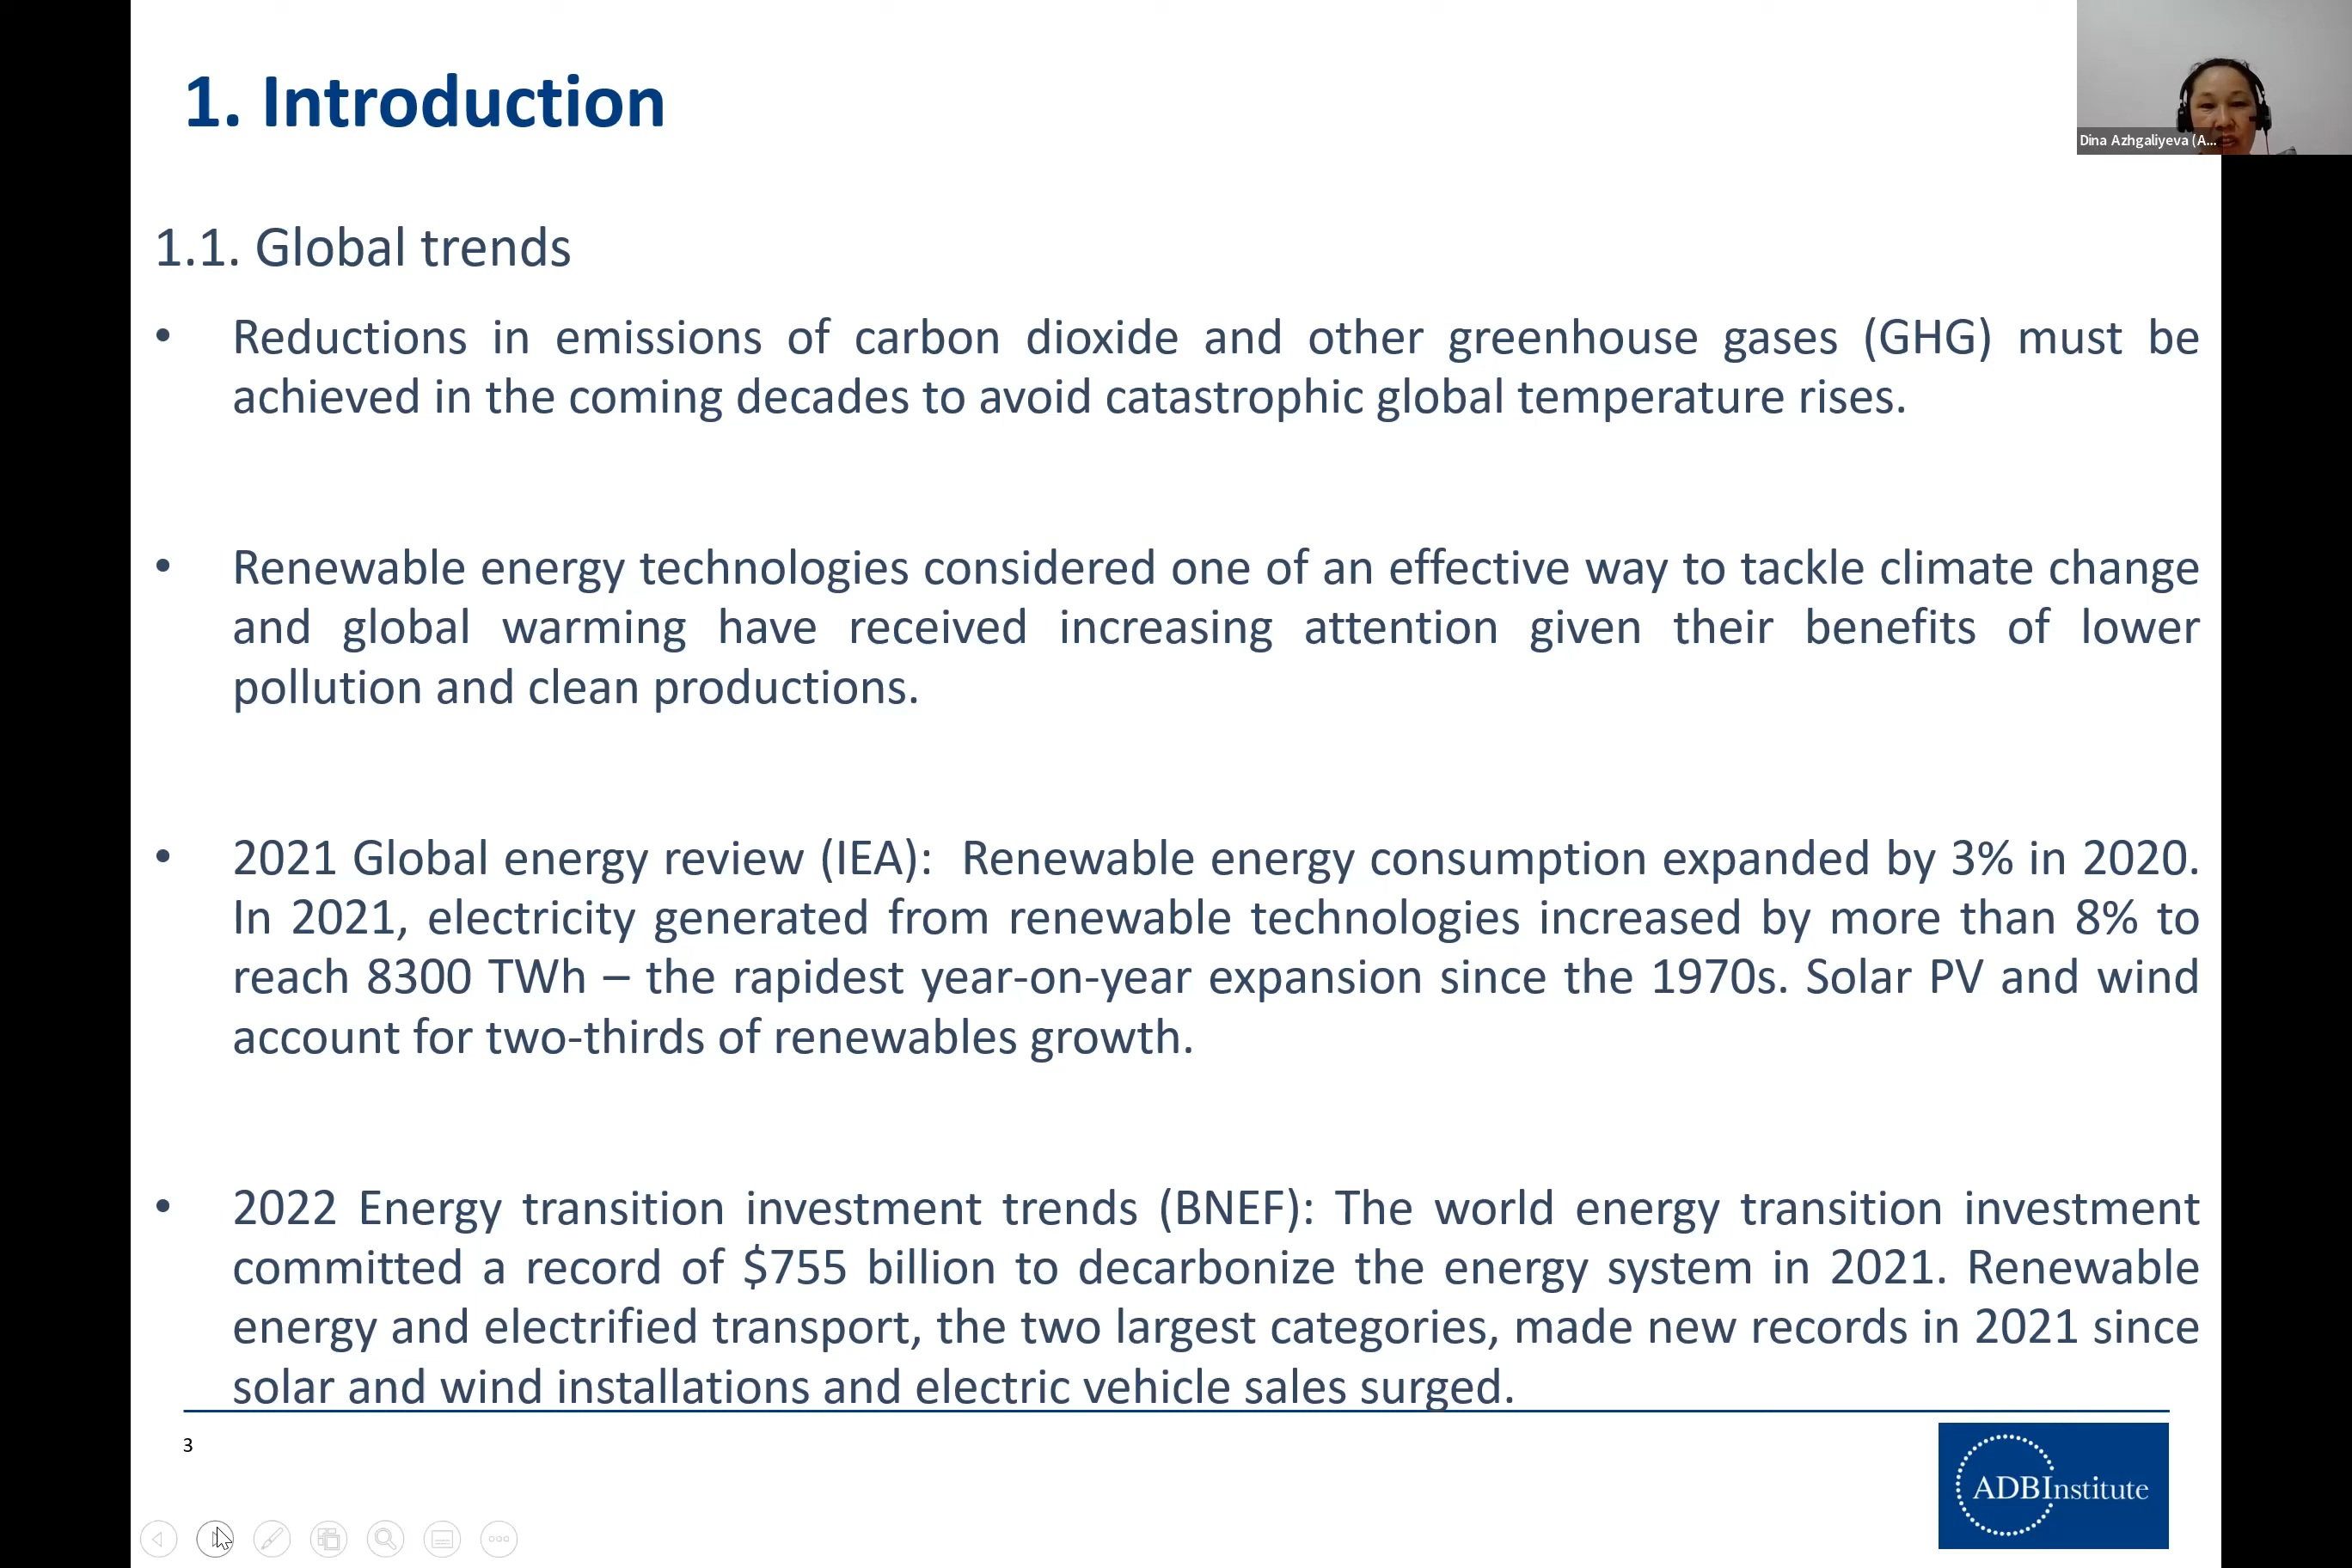 1. Introduction
Dina Azhgaliyeva (A...
1.1. Global trends
• Reductions in emissions of carbon dioxide and other greenhouse gases (GHG) must be
achieved in the coming decades to avoid catastrophic global temperature rises.
• Renewable energy technologies considered one of an effective way to tackle climate change
and global warming have received increasing attention given their benefits of lower
pollution and clean productions.
• 2021 Global energy review (IEA): Renewable energy consumption expanded by 3% in 2020.
In 2021, electricity generated from renewable technologies increased by more than 8% to
reach 8300 TWh – the rapidest year-on-year expansion since the 1970s. Solar PV and wind
account for two-thirds of renewables growth.
• 2022 Energy transition investment trends (BNEF): The world energy transition investment
committed a record of $755 billion to decarbonize the energy system in 2021. Renewable
energy and electrified transport, the two largest categories, made new records in 2021 since
solar and wind installations and electric vehicle sales surged.
3
ADBInstitute